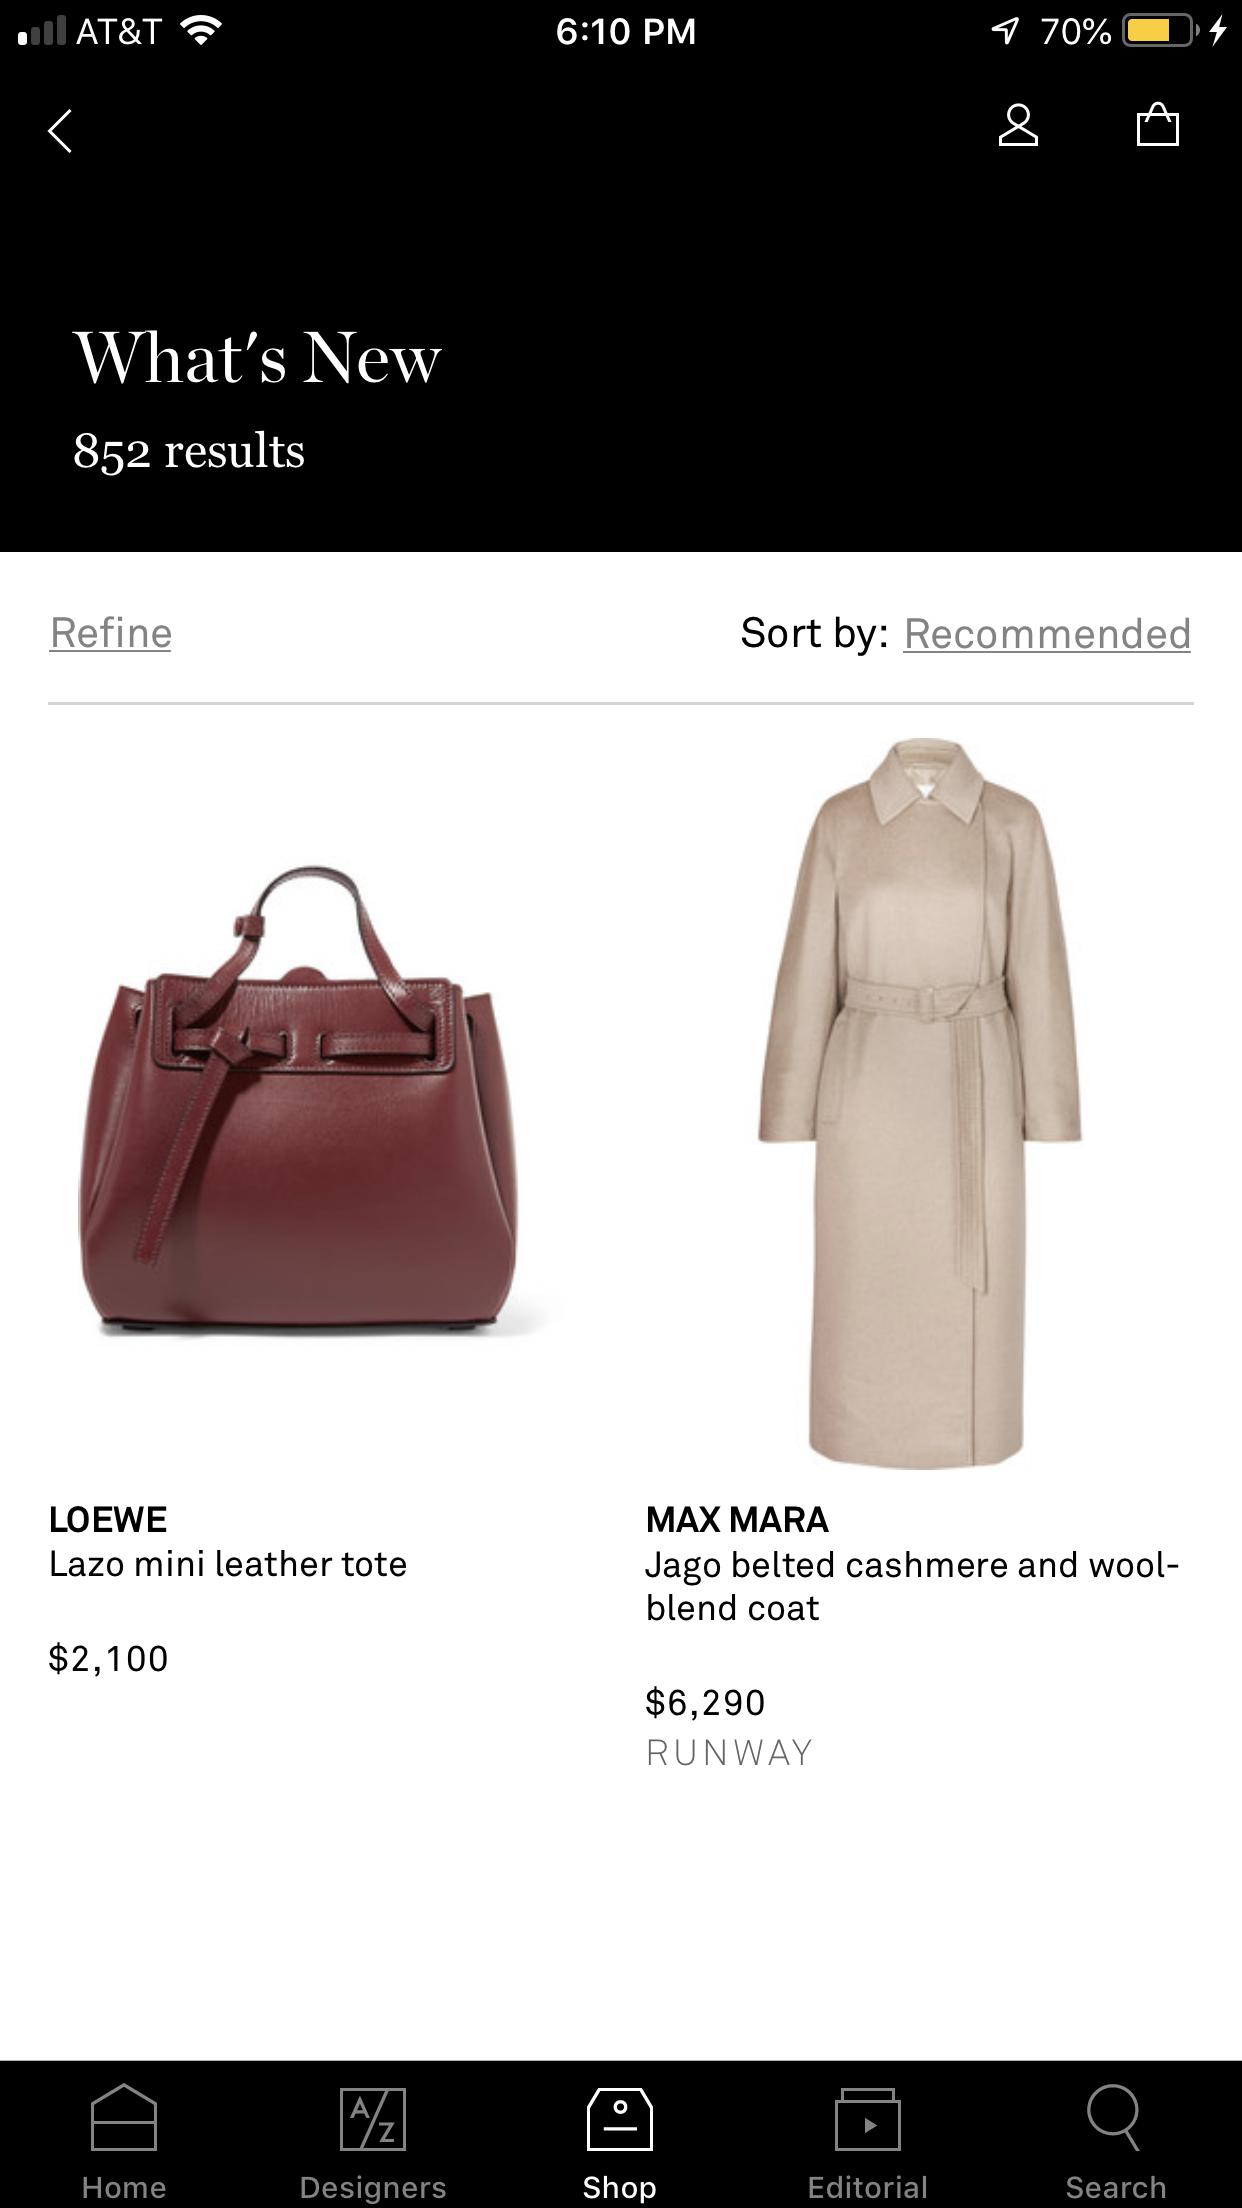 AT&T 6:10 PM 70%
What's New
852 results
Refine Sort by: Recommended
LOEWE
Lazo mini leather tote
$2,100
MAX MARA
Jago belted cashmere and wool-
blend coat
$6,290
RUNWAY
A/Z
Home Designers Shop Editorial Search